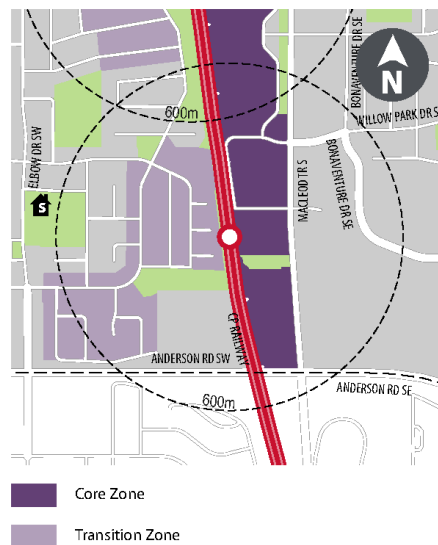 BONAVENTURE DR SE
N
600m
WILLOW PARK DR S
ELBOW DR SW
BONAVENTURE DR SE
MACLEOD TR S
S
CP RAILWAY
ANDERSON RD SW
ANDERSON RD SE
600m
Core Zone
Transition Zone